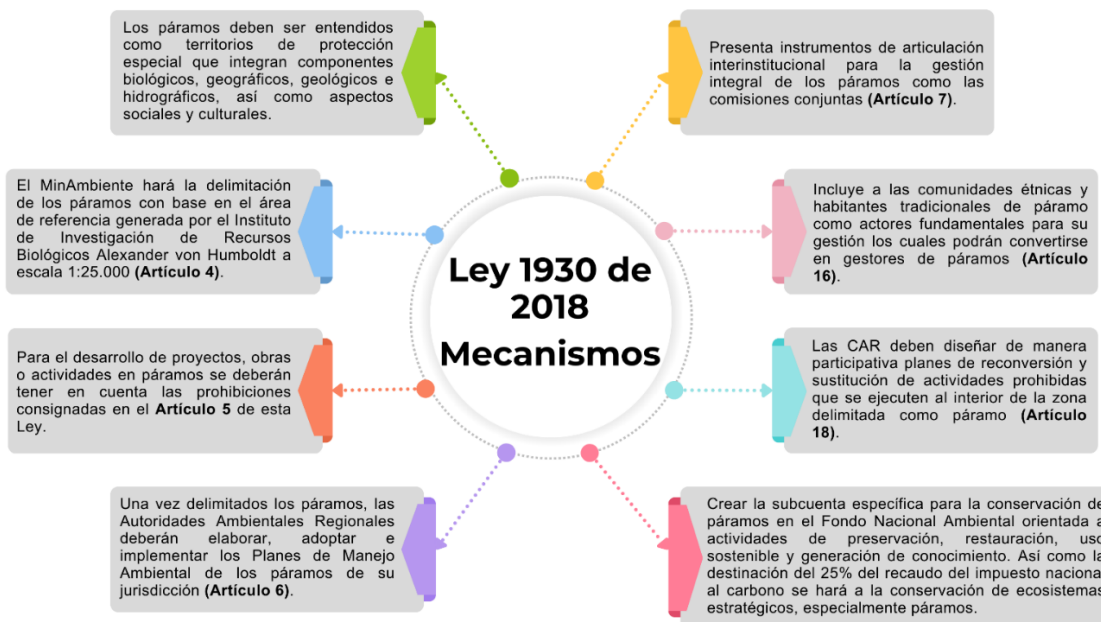 Los páramos deben ser entendidos
como territorios de protección
especial que integran componentes
biológicos, geográficos, geológicos e
hidrográficos, así como aspectos
sociales y culturales.
Presenta instrumentos de articulación
interinstitucional para la gestión
integral de los páramos como las
comisiones conjuntas (Artículo 7).
El MinAmbiente hará la delimitación
de los páramos con base en el área
de referencia generada por el Instituto
de Investigación de Recursos
Biológicos Alexander von Humboldt a
escala 1:25.000 (Artículo 4).
Incluye a las comunidades étnicas y
habitantes tradicionales de páramo
como actores fundamentales para su
gestión los cuales podrán convertirse
en gestores de páramos (Artículo
16).
Ley 1930 de
2018
Mecanismos
Para el desarrollo de proyectos, obras
o actividades en páramos se deberán
tener en cuenta las prohibiciones
consignadas en el Artículo 5 de esta
Ley.
Las CAR deben diseñar de manera
participativa planes de reconversión y
sustitución de actividades prohibidas
que se ejecuten al interior de la zona
delimitada como páramo (Artículo
18).
Una vez delimitados los páramos, las
Autoridades Ambientales Regionales
deberán elaborar, adoptar e
implementar los Planes de Manejo
Ambiental de los páramos de su
jurisdicción (Artículo 6).
Crear la subcuenta específica para la conservación de
páramos en el Fondo Nacional Ambiental orientada a
actividades de preservación, restauración, uso
sostenible y generación de conocimiento. Así como la
destinación del 25% del recaudo del impuesto nacional
al carbono se hará a la conservación de ecosistemas
estratégicos, especialmente páramos.